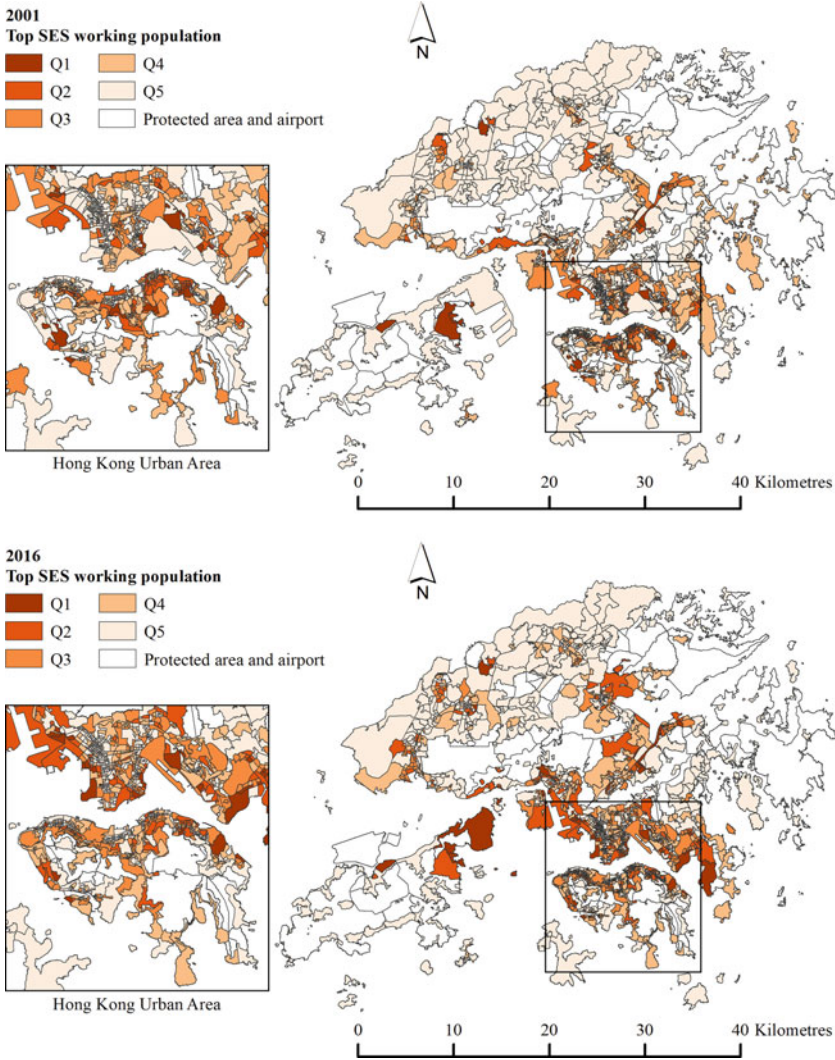 2001
Top SES working population
Q1 Q4
Q2 Q5
Q3 Protected area and airport
N
Hong Kong Urban Area
0 10 20 30 40 Kilometres
2016
Top SES working population
Q1 Q4
Q2 Q5
Q3 Protected area and airport
N
Hong Kong Urban Area
0 10 20 30 40 Kilometres